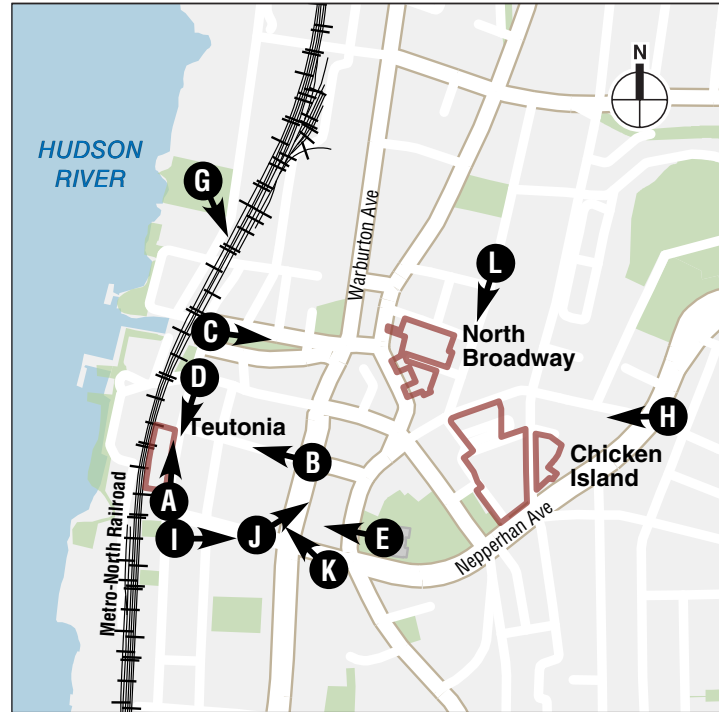 N
HUDSON
RIVER
G
Warburton Ave
L
C
North
Broadway
D
Teutonia
H
B
Chicken
Island
A
Metro-North Railroad
I
J
E
Nepperhan Ave
K